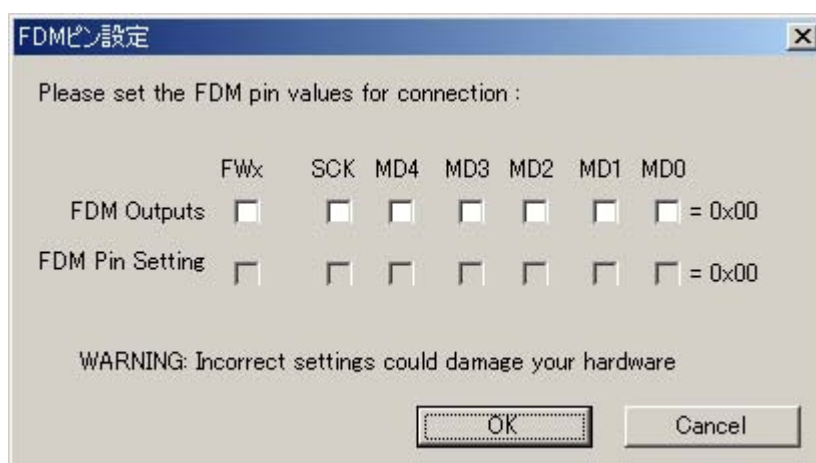 FDMピン設定
Please set the FDM pin values for connection :
FWx SCK MD4 MD3 MD2 MD1 MD0
FDM Outputs = 0x00
FDM Pin Setting = 0x00
WARNING: Incorrect settings could damage your hardware
OK Cancel